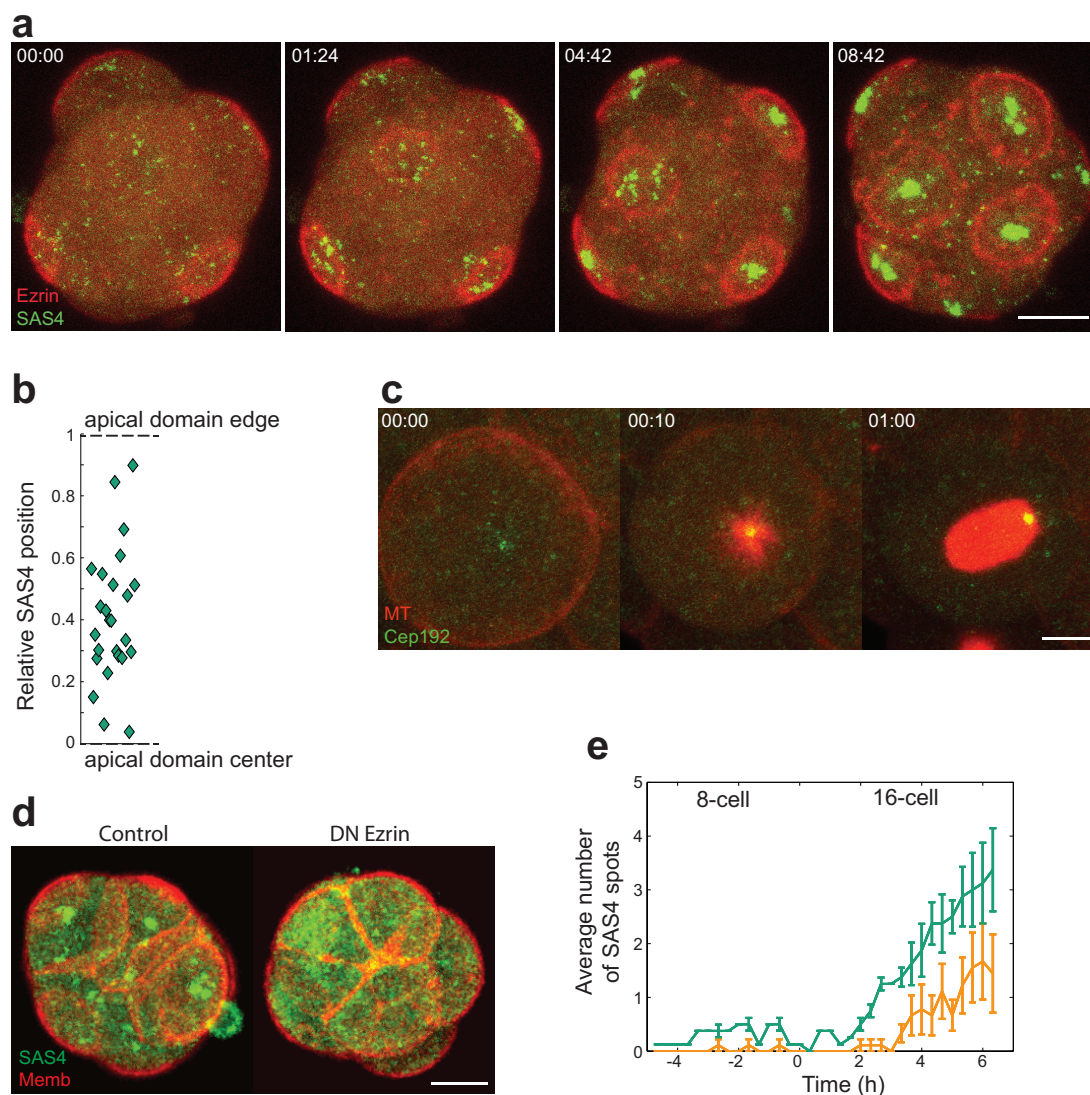 a
00:00
01:24
04:42
08:42
Ezrin
SAS4
b
apical domain edge
1
0.8
0.6
0.4
0.2
0
Relative SAS4 position
apical domain center
c
00:00
00:10
01:00
MT
Cep192
d
Control
DN Ezrin
SAS4
Memb
e
8-cell
16-cell
5
4
3
2
1
0
Average number
of SAS4 spots
-4
-2
0
2
4
6
Time (h)